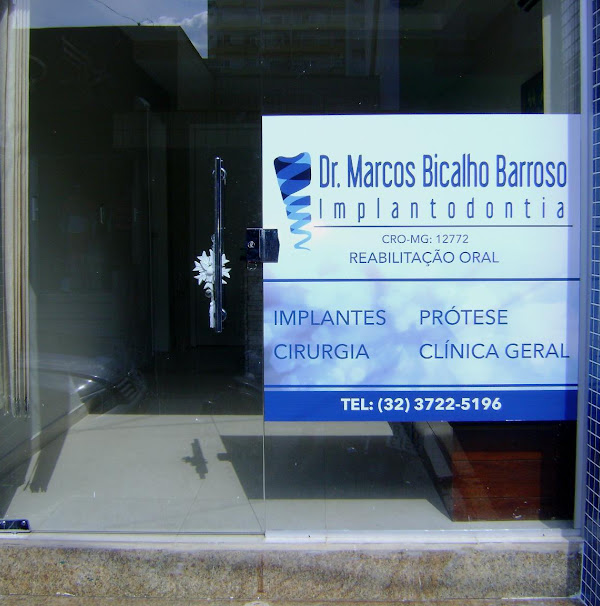 Dr. Marcos Bicalho Barroso
Implantodontia
CRO-MG: 12772
REABILITAÇÃO ORAL
IMPLANTES PRÓTESE
CIRURGIA CLÍNICA GERAL
TEL: (32) 3722-5196